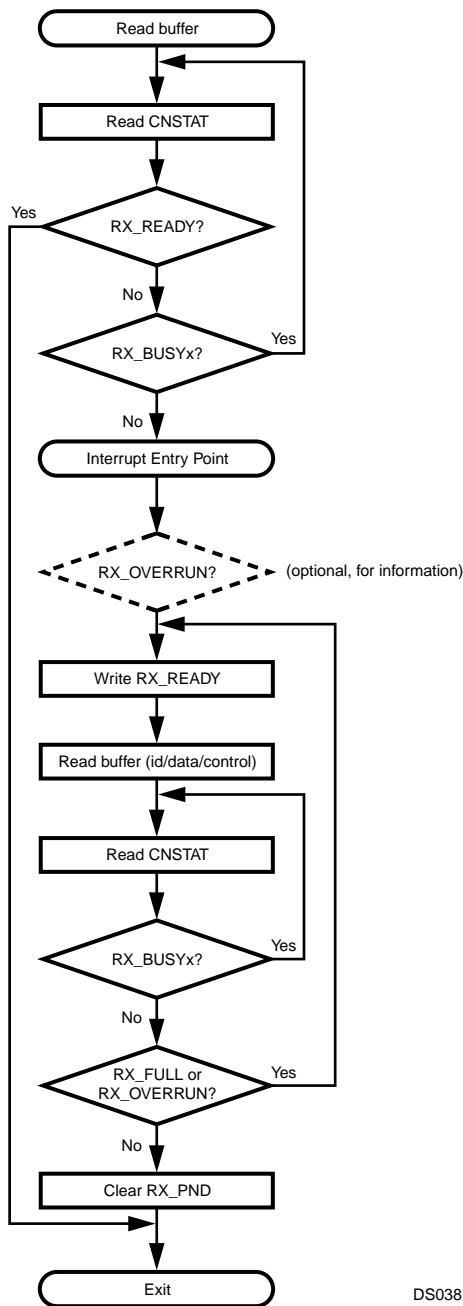 Read buffer
Read CNSTAT
Yes
RX_READY?
No
Yes
RX_BUSYx?
No
Interrupt Entry Point
RX_OVERRUN?
(optional, for information)
Write RX_READY
Read buffer (id/data/control)
Read CNSTAT
Yes
RX_BUSYx?
No
RX_FULL or
RX_OVERRUN?
Yes
No
Clear RX_PND
Exit
DS038